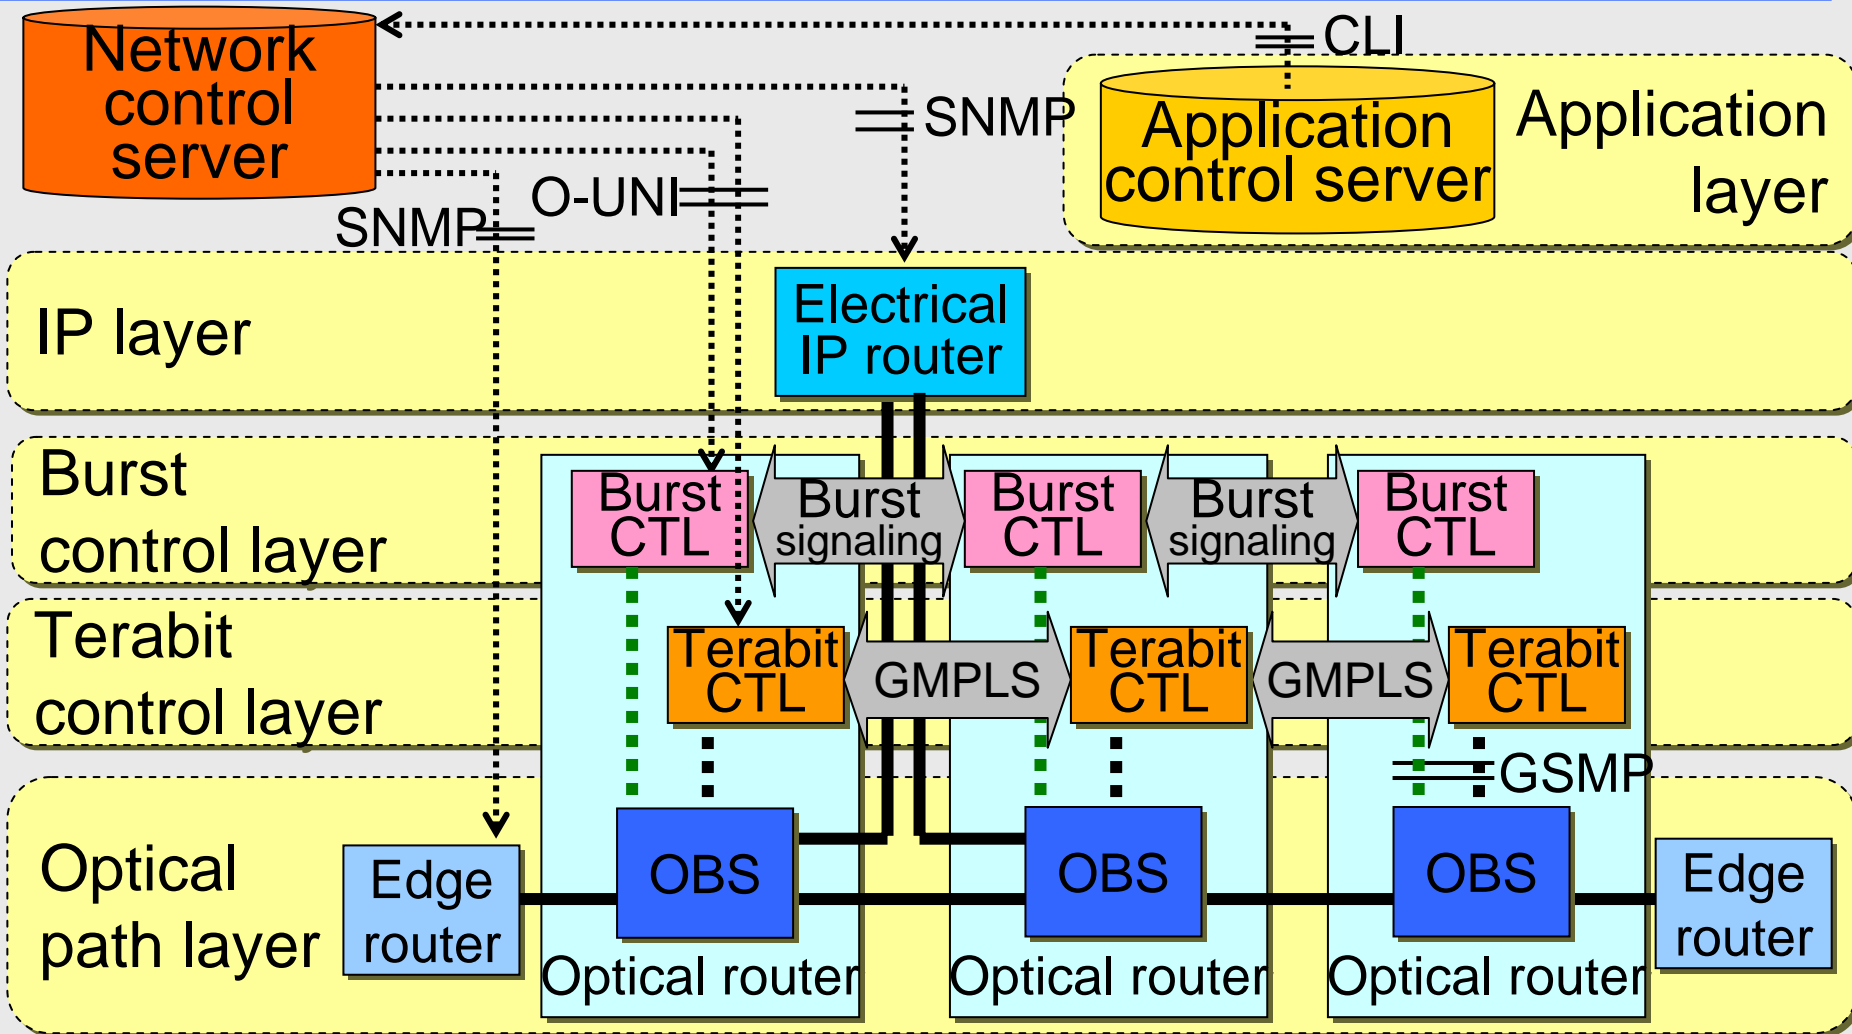 Network
control
server
CLI
SNMP
Application
control server
Application
layer
O-UNI
SNMP
IP layer
Electrical
IP router
Burst
control layer
Burst
CTL
Burst
signaling
Burst
CTL
Burst
signaling
Burst
CTL
Terabit
control layer
Terabit
CTL
GMPLS
Terabit
CTL
GMPLS
Terabit
CTL
GSMP
Optical
path layer
Edge
router
OBS
OBS
OBS
Edge
router
Optical router
Optical router
Optical router